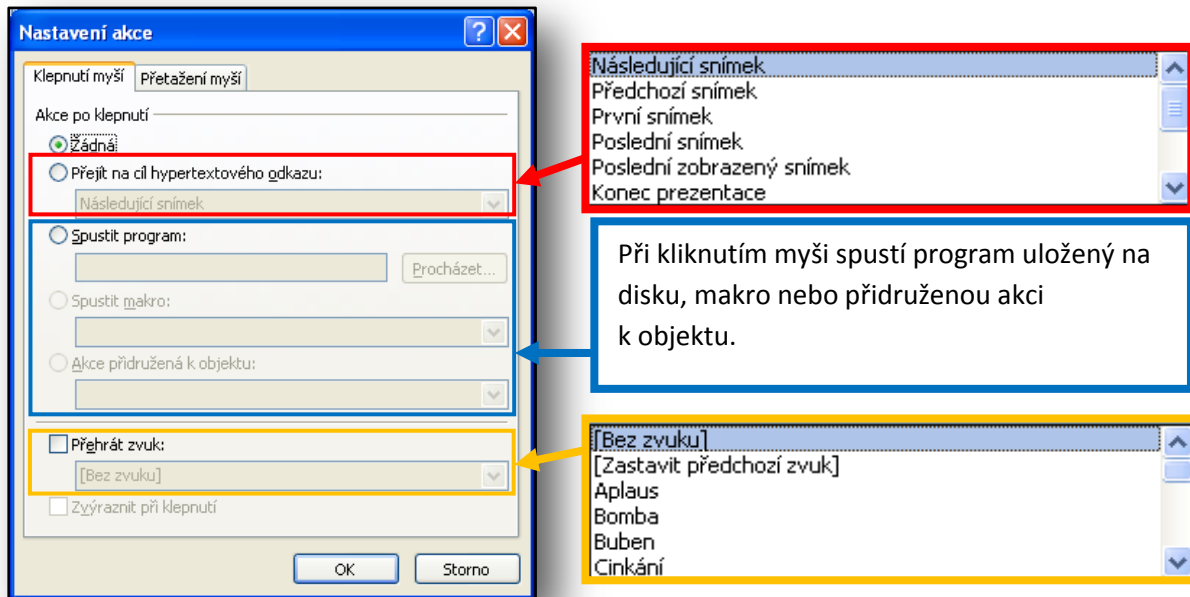 Nastavení akce
Klepnutí myší
Přetažení myší
Akce po klepnutí
Žádná
Přejít na cíl hypertextového odkazu:
Následující snímek
Spustit program:
Procházet...
Spustit makro:
Akce přidružená k objektu:
Přehrát zvuk:
[Bez zvuku]
Zvýraznit při klepnutí
OK
Storno
Následující snímek
Předchozí snímek
První snímek
Poslední snímek
Poslední zobrazený snímek
Konec prezentace
Při kliknutím myši spustí program uložený na
disku, makro nebo přidruženou akci
k objektu.
[Bez zvuku]
[Zastavit předchozí zvuk]
Aplaus
Bomba
Buben
Cinkání